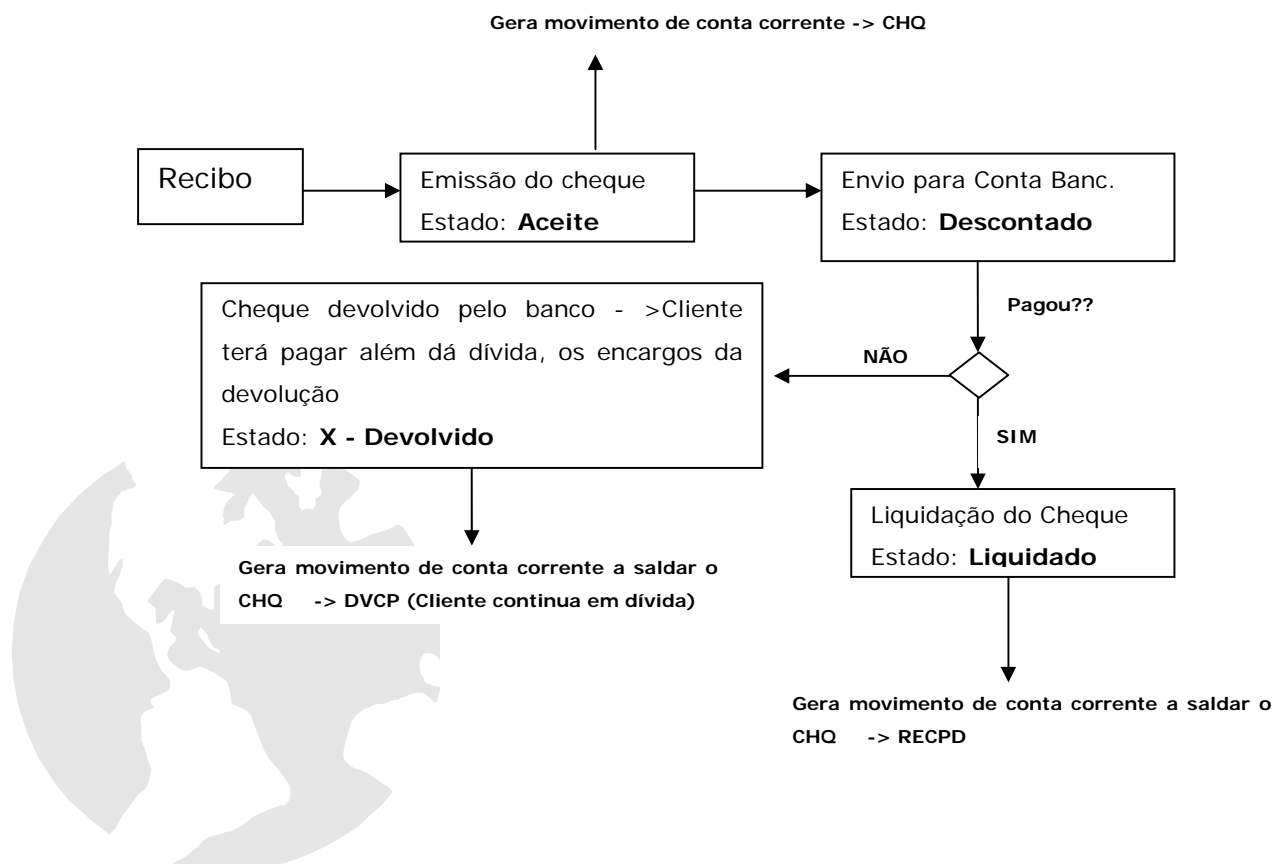 Gera movimento de conta corrente -> CHQ
Recibo
Emissão do cheque
Estado: Aceite
Envio para Conta Banc.
Estado: Descontado
Pagou??
NÃO
SIM
Cheque devolvido pelo banco - >Cliente
terá pagar além dá dívida, os encargos da
devolução
Estado: X - Devolvido
Liquidação do Cheque
Estado: Liquidado
Gera movimento de conta corrente a saldar o
CHQ -> DVCP (Cliente continua em dívida)
Gera movimento de conta corrente a saldar o
CHQ -> RECPD